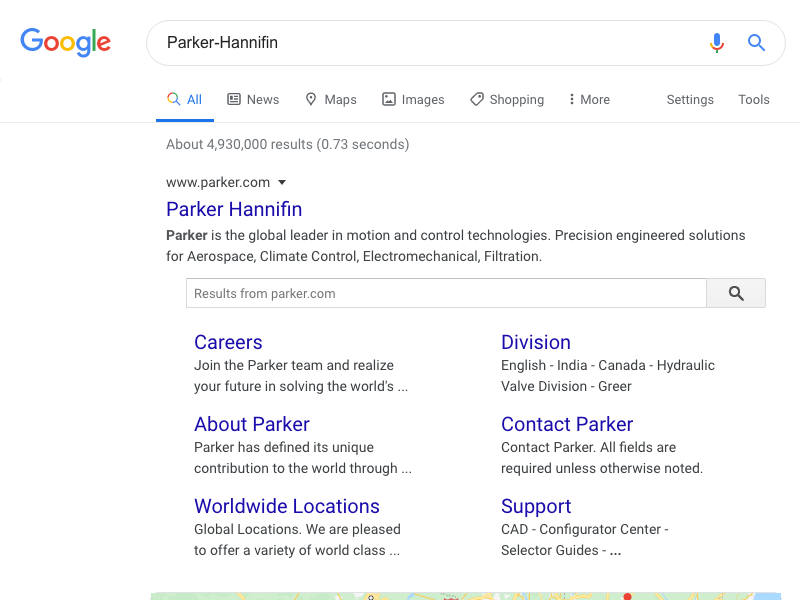 Google
Parker-Hannifin
All News Maps Images Shopping More Settings Tools
About 4,930,000 results (0.73 seconds)
www.parker.com
Parker Hannifin
Parker is the global leader in motion and control technologies. Precision engineered solutions
for Aerospace, Climate Control, Electromechanical, Filtration.
Results from parker.com
Careers
Join the Parker team and realize
your future in solving the world's ...
Division
English - India - Canada - Hydraulic
Valve Division - Greer
About Parker
Parker has defined its unique
contribution to the world through ...
Contact Parker
Contact Parker. All fields are
required unless otherwise noted.
Worldwide Locations
Global Locations. We are pleased
to offer a variety of world class ...
Support
CAD - Configurator Center -
Selector Guides - ...